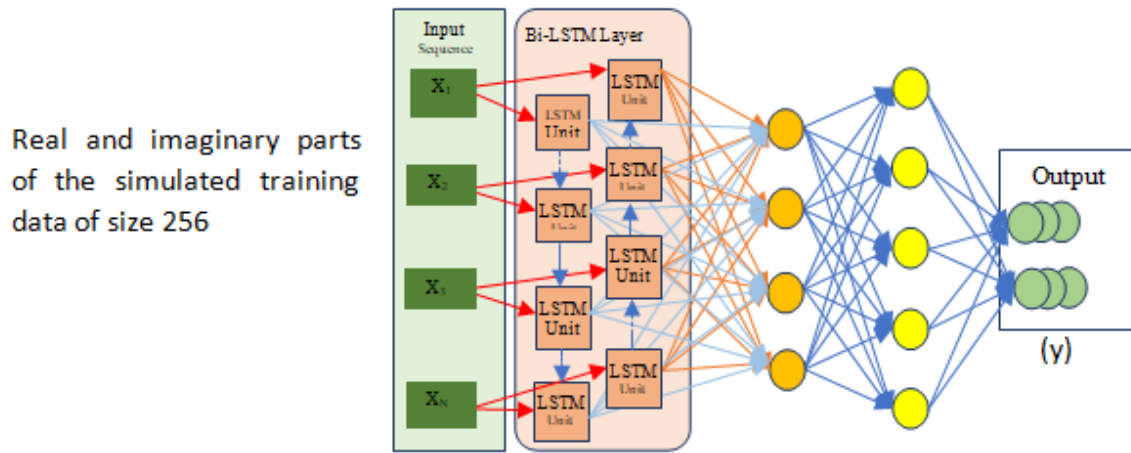 Real and imaginary parts
of the simulated training
data of size 256
Input
Sequence
X1
X2
X3
XN
Bi-LSTM Layer
LSTM
Unit
LSTM
Unit
LSTM
Unit
LSTM
LSTM
Unit
LSTM
Unit
LSTM
Unit
LSTM
Unit
Output
(y)